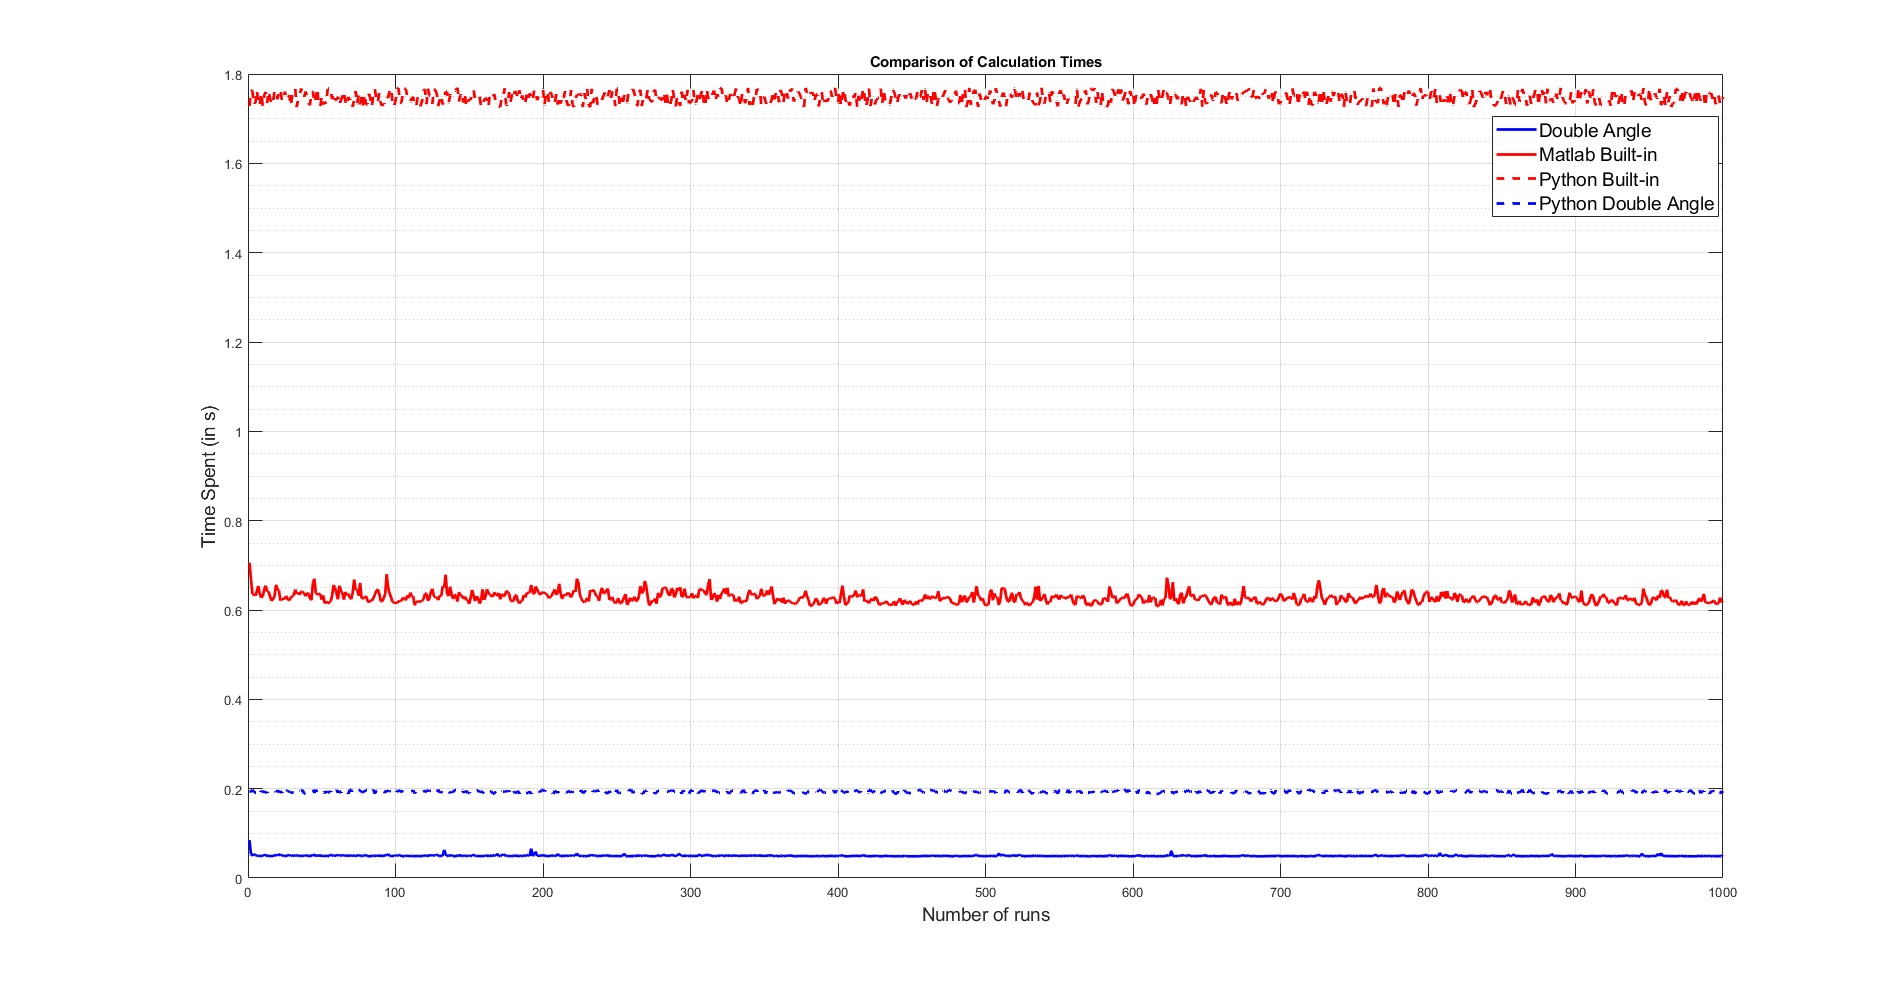 Comparison of Calculation Times
1.8
1.6
1.4
1.2
1
0.8
0.6
0.4
0.2
0
Time Spent (in s)
Double Angle
Matlab Built-in
Python Built-in
Python Double Angle
0 100 200 300 400 500 600 700 800 900 1000
Number of runs